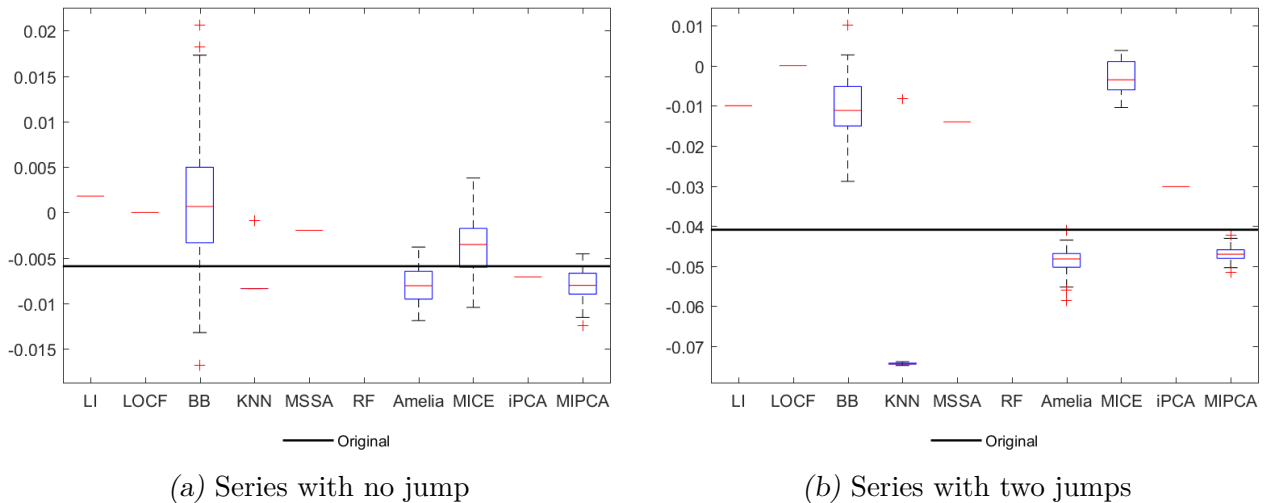 0.02
0.015
0.01
0.005
0
-0.005
-0.01
-0.015
LI LOCF BB KNN MSSA RF Amelia MICE iPCA MIPCA
Original
(a) Series with no jump
0.01
0
-0.01
-0.02
-0.03
-0.04
-0.05
-0.06
-0.07
LI LOCF BB KNN MSSA RF Amelia MICE iPCA MIPCA
Original
(b) Series with two jumps